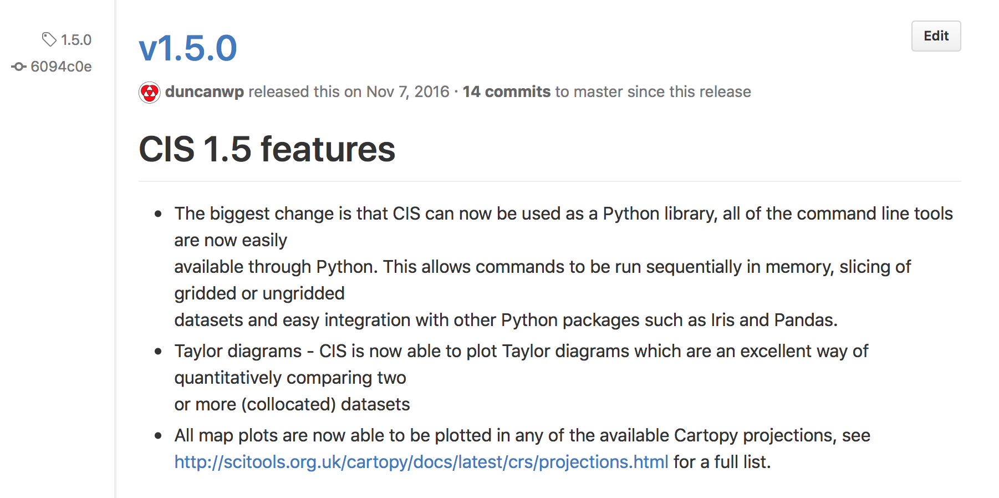 1.5.0
6094c0e
v1.5.0
Edit
duncanwp released this on Nov 7, 2016 · 14 commits to master since this release
CIS 1.5 features
• The biggest change is that CIS can now be used as a Python library, all of the command line tools
are now easily
available through Python. This allows commands to be run sequentially in memory, slicing of
gridded or ungridded
datasets and easy integration with other Python packages such as Iris and Pandas.
• Taylor diagrams - CIS is now able to plot Taylor diagrams which are an excellent way of
quantitatively comparing two
or more (collocated) datasets
• All map plots are now able to be plotted in any of the available Cartopy projections, see
http://scitools.org.uk/cartopy/docs/latest/crs/projections.html for a full list.